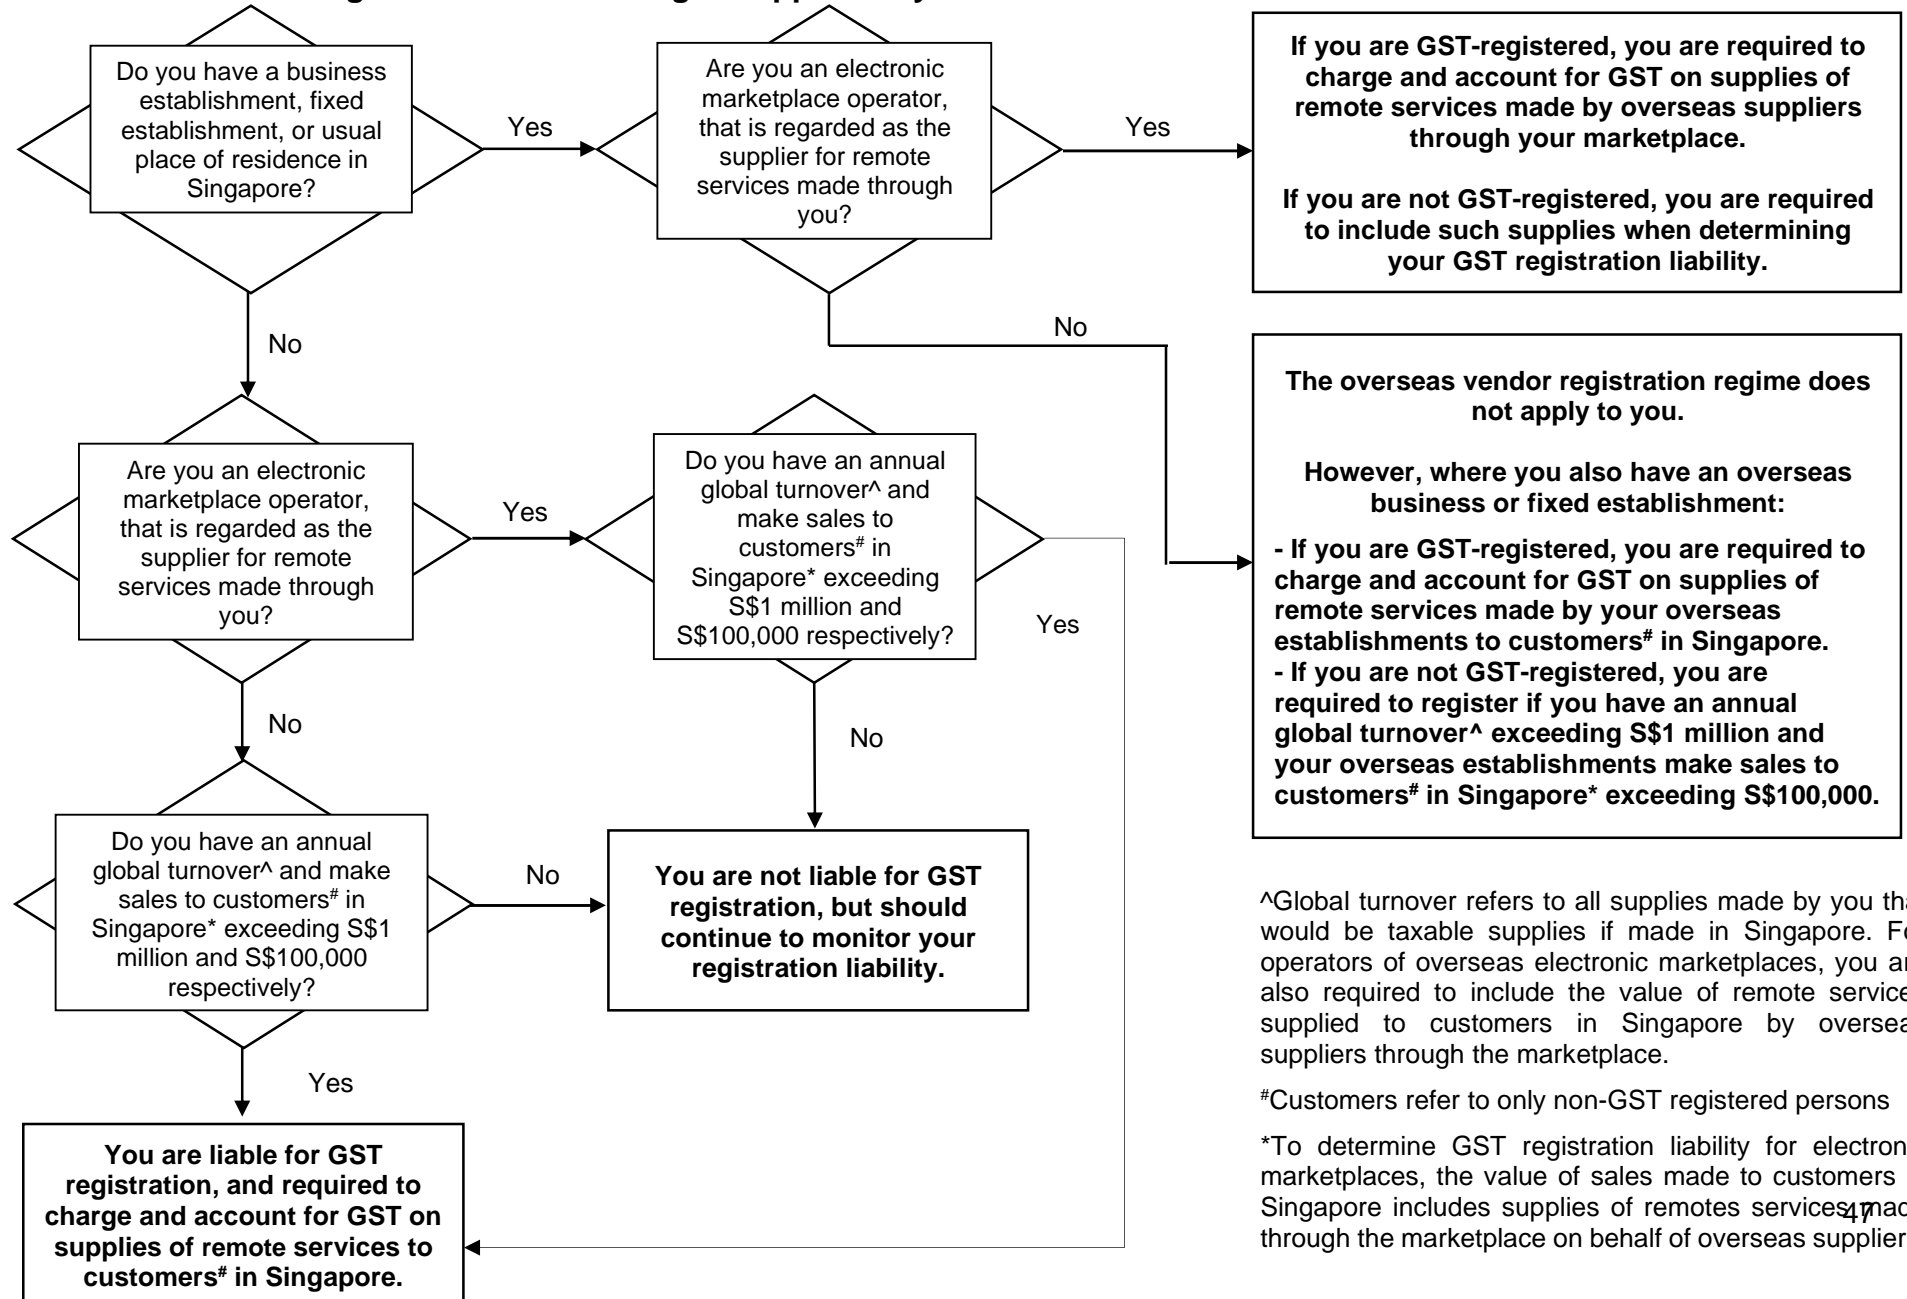 Do you have a business
establishment, fixed
establishment, or usual
place of residence in
Singapore?
Yes
Are you an electronic
marketplace operator,
that is regarded as the
supplier for remote
services made through
you?
Yes
If you are GST-registered, you are required to
charge and account for GST on supplies of
remote services made by overseas suppliers
through your marketplace.
If you are not GST-registered, you are required
to include such supplies when determining
your GST registration liability.
No
No
The overseas vendor registration regime does
not apply to you.
However, where you also have an overseas
business or fixed establishment:
- If you are GST-registered, you are required to
charge and account for GST on supplies of
remote services made by your overseas
establishments to customers# in Singapore.
- If you are not GST-registered, you are
required to register if you have an annual
global turnover^ exceeding S$1 million and
your overseas establishments make sales to
customers# in Singapore* exceeding S$100,000.
Are you an electronic
marketplace operator,
that is regarded as the
supplier for remote
services made through
you?
Yes
Do you have an annual
global turnover^ and
make sales to
customers# in
Singapore* exceeding
S$1 million and
S$100,000 respectively?
Yes
No
No
Do you have an annual
global turnover^ and make
sales to customers# in
Singapore* exceeding S$1
million and S$100,000
respectively?
No
You are not liable for GST
registration, but should
continue to monitor your
registration liability.
Yes
You are liable for GST
registration, and required to
charge and account for GST on
supplies of remote services to
customers# in Singapore.
^Global turnover refers to all supplies made by you
would be taxable supplies if made in Singapore.
operators of overseas electronic marketplaces, you
also required to include the value of remote
supplied to customers in Singapore by
suppliers through the marketplace.
#Customers refer to only non-GST registered persons
*To determine GST registration liability for
marketplaces, the value of sales made to customers
Singapore includes supplies of remotes services
through the marketplace on behalf of overseas
47